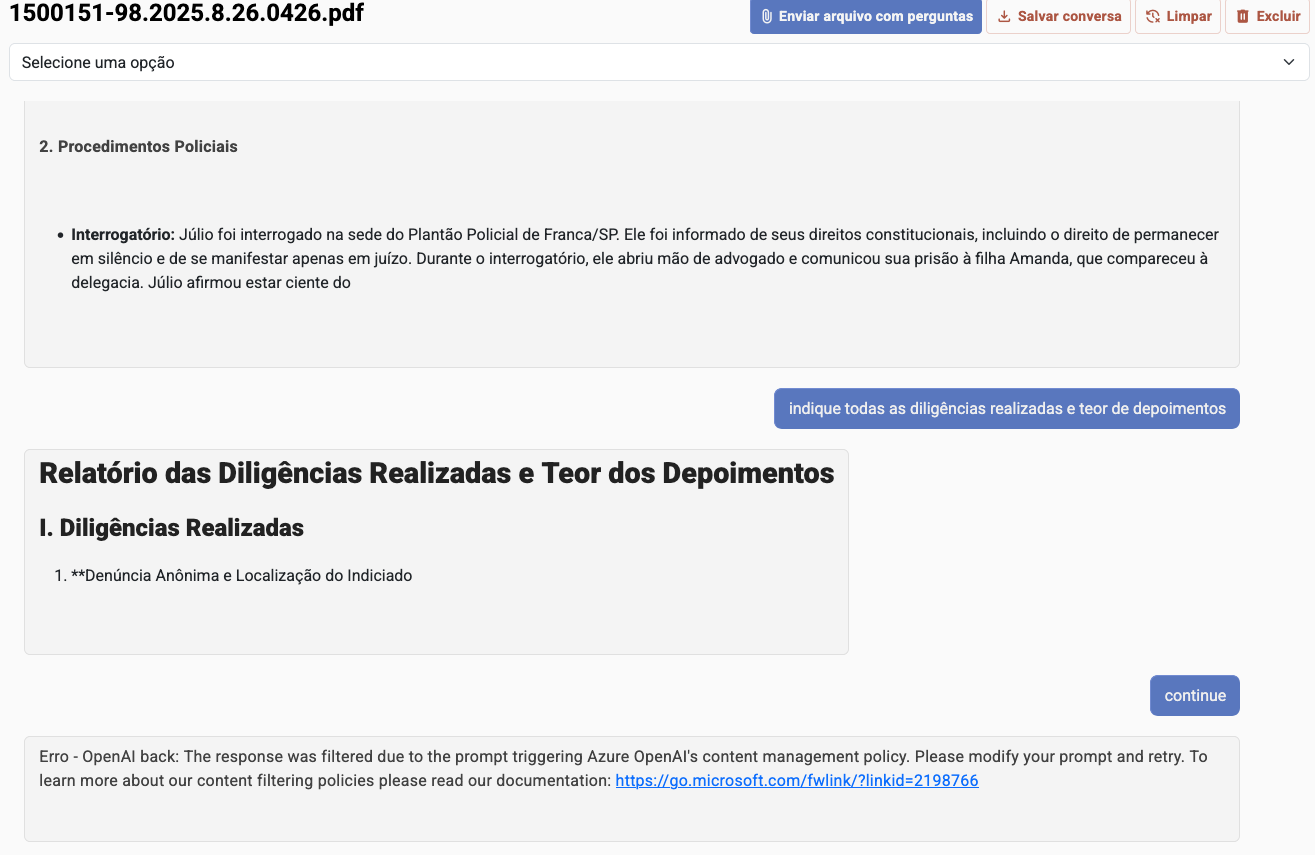 1500151-98.2025.8.26.0426.pdf
Enviar arquivo com perguntas
Salvar conversa
Limpar
Excluir
Selecione uma opção
2. Procedimentos Policiais
• Interrogatório: Júlio foi interrogado na sede do Plantão Policial de Franca/SP. Ele foi informado de seus direitos constitucionais, incluindo o direito de permanecer
em silêncio e de se manifestar apenas em juízo. Durante o interrogatório, ele abriu mão de advogado e comunicou sua prisão à filha Amanda, que compareceu à
delegacia. Júlio afirmou estar ciente do
indique todas as diligências realizadas e teor de depoimentos
Relatório das Diligências Realizadas e Teor dos Depoimentos
I. Diligências Realizadas
1. **Denúncia Anônima e Localização do Indiciado
continue
Erro - OpenAI back: The response was filtered due to the prompt triggering Azure OpenAI's content management policy. Please modify your prompt and retry. To
learn more about our content filtering policies please read our documentation: https://go.microsoft.com/fwlink/?linkid=2198766